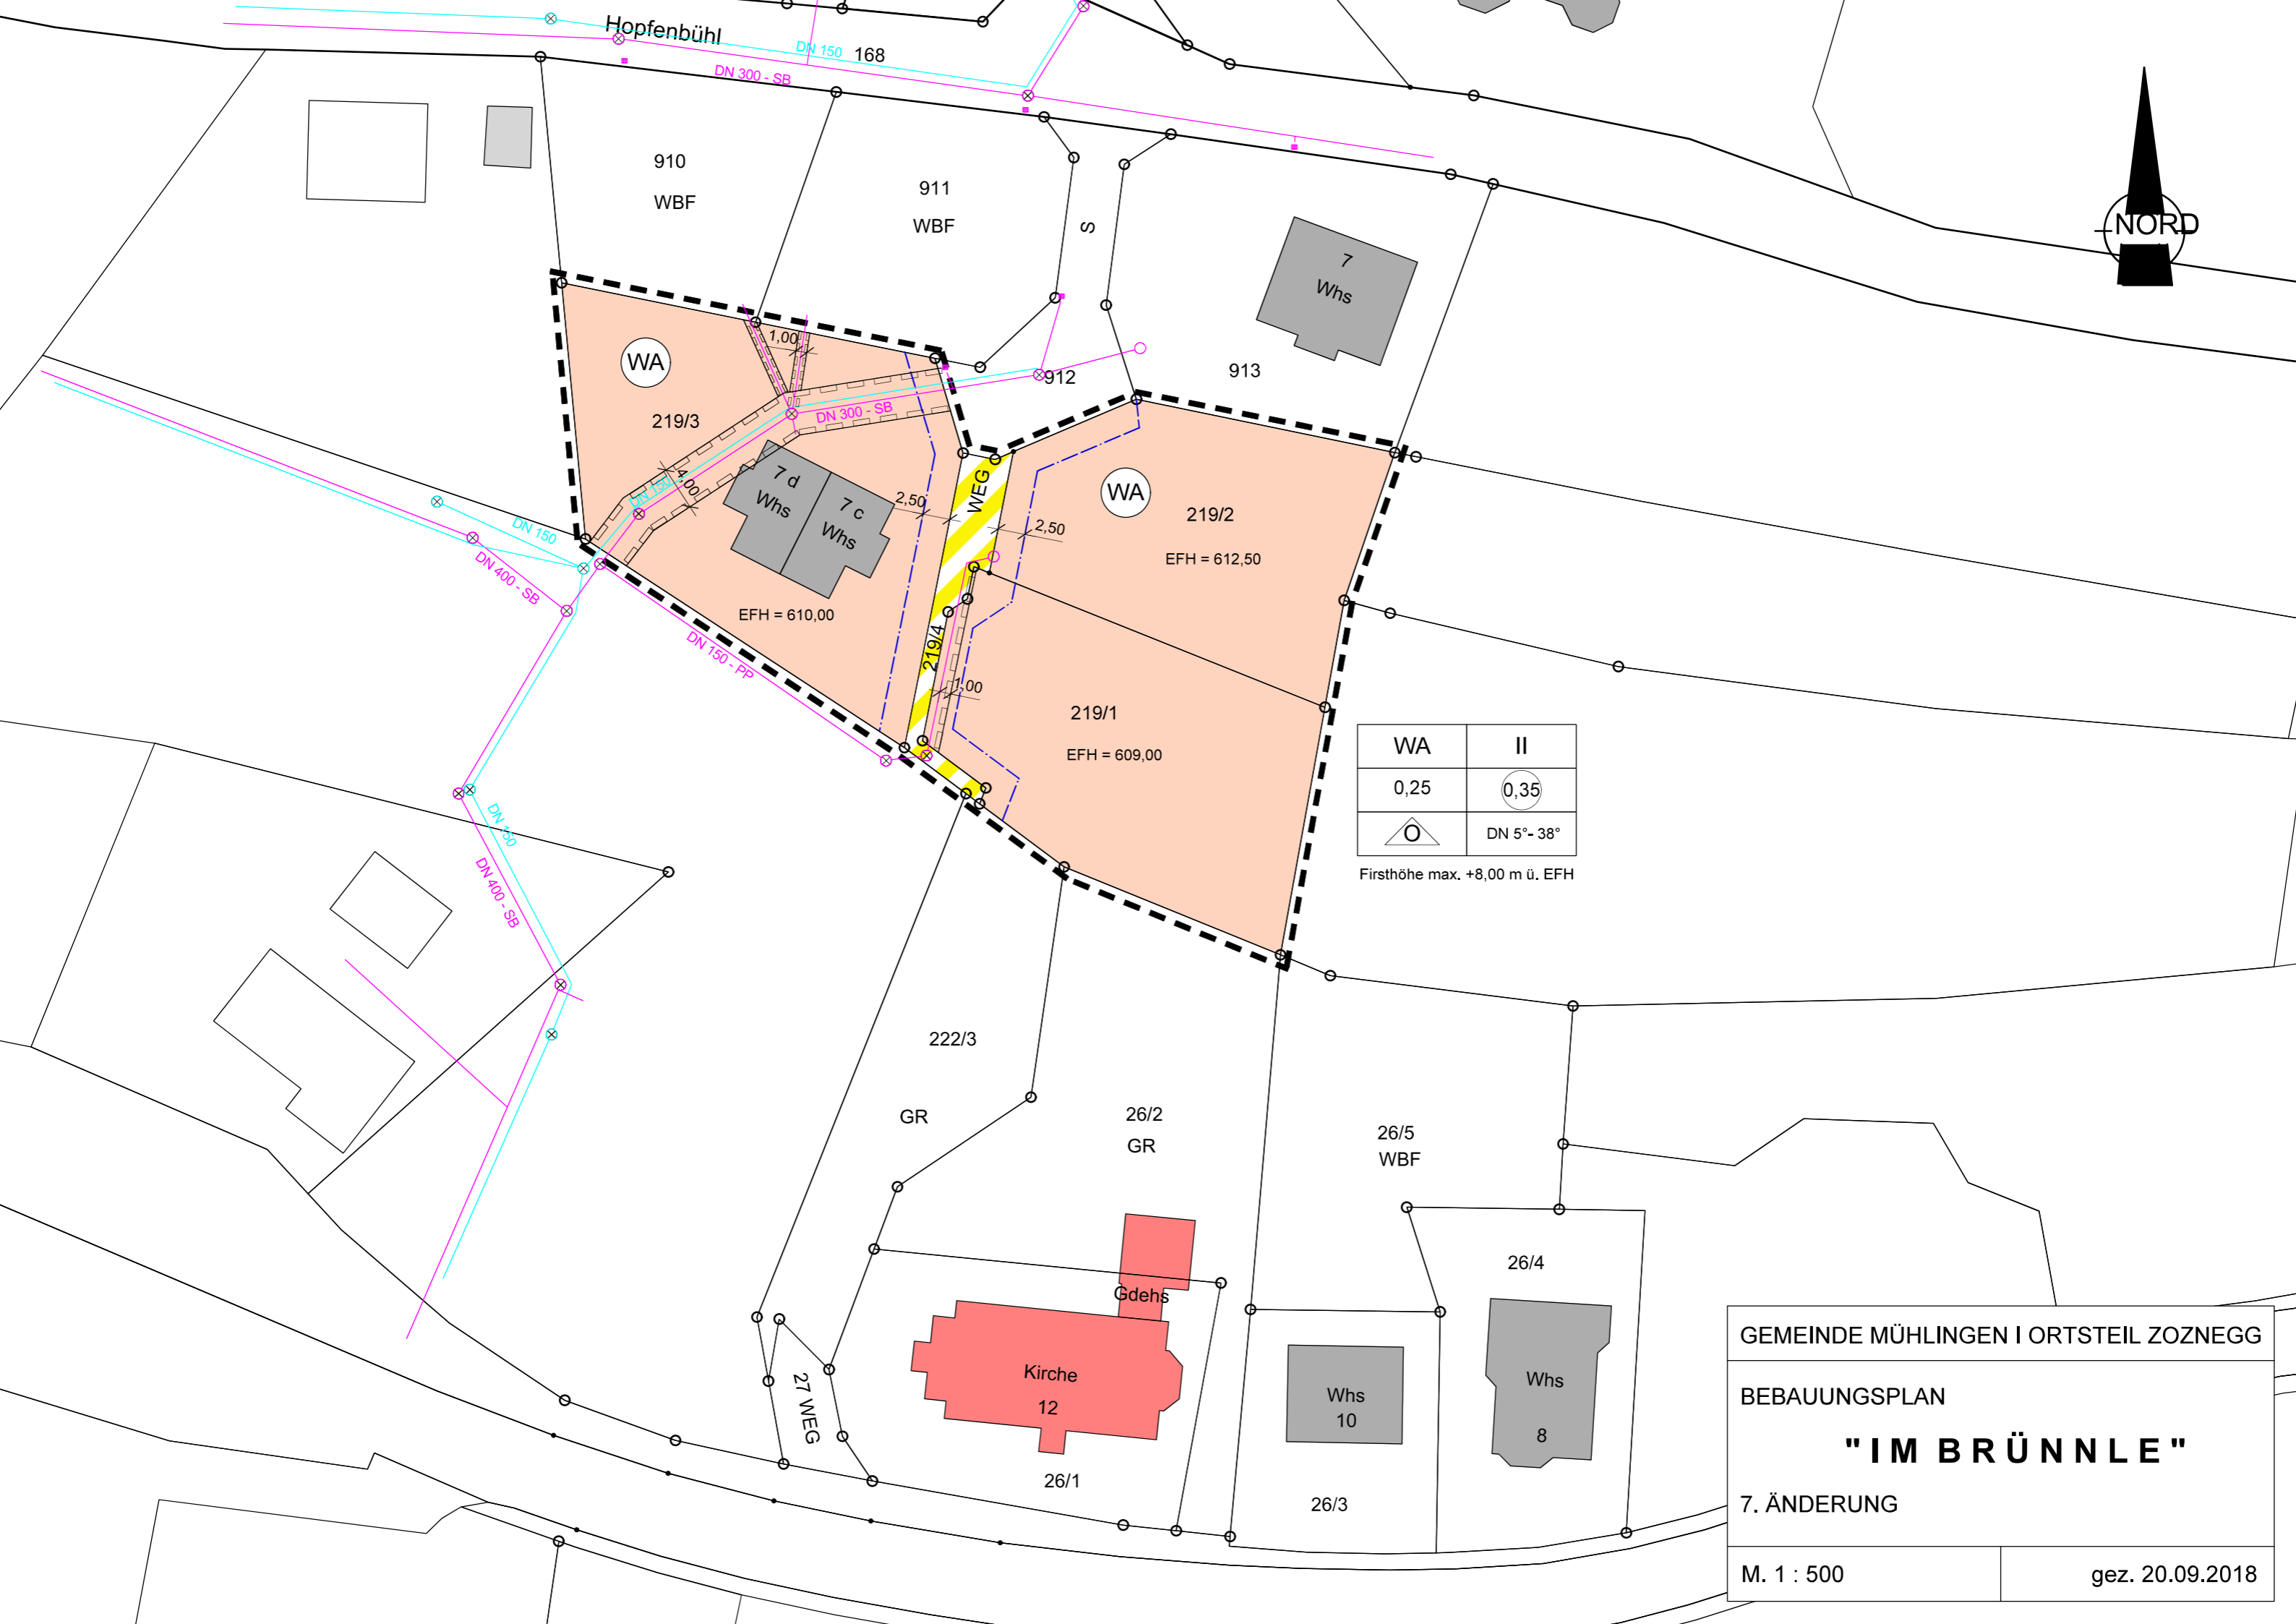 Hopfenbühl
DN 150
168
DN 300 - SB
NORD
910
WBF
911
WBF
S
7
Whs
913
912
1,00
WA
219/3
DN 300 - SB
4,00
DN 150
7 d
Whs
7 c
Whs
2,50
WEG
2,50
WA
219/2
EFH = 612,50
DN 150
DN 400 - SB
EFH = 610,00
DN 150 - PP
219/4
1,00
219/1
EFH = 609,00
WA
II
0,25
0,35
O
DN 5°- 38°
Firsthöhe max. +8,00 m ü. EFH
DN 150
DN 400 - SB
222/3
GR
26/2
GR
26/5
WBF
26/4
Gdehs
Kirche
12
27 WEG
26/1
Whs
10
26/3
Whs
8
GEMEINDE MÜHLINGEN I ORTSTEIL ZOZNEGG
BEBAUUNGSPLAN
"IM BRÜNNLE"
7. ÄNDERUNG
M. 1 : 500
gez. 20.09.2018